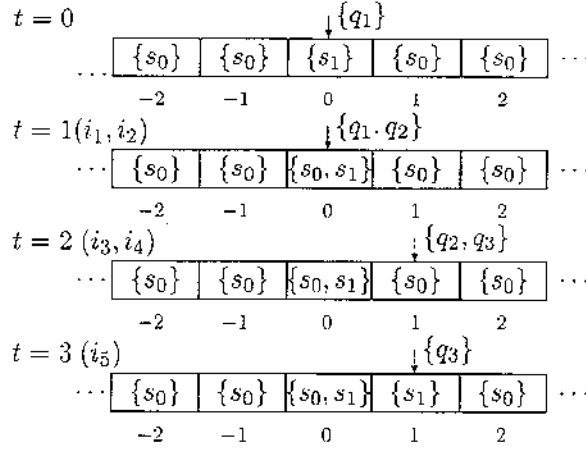 t = 0 {q₁}
... {s₀} {s₀} {s₁} {s₀} {s₀} ...
−2 −1 0 1 2
t = 1(i₁, i₂) {q₁. q₂}
... {s₀} {s₀} {s₀, s₁} {s₀} {s₀} ...
−2 −1 0 1 2
t = 2 (i₃, i₄) {q₂, q₃}
... {s₀} {s₀} {s₀, s₁} {s₀} {s₀} ...
−2 −1 0 1 2
t = 3 (i₅) {q₃}
... {s₀} {s₀} {s₀, s₁} {s₁} {s₀} ...
−2 −1 0 1 2